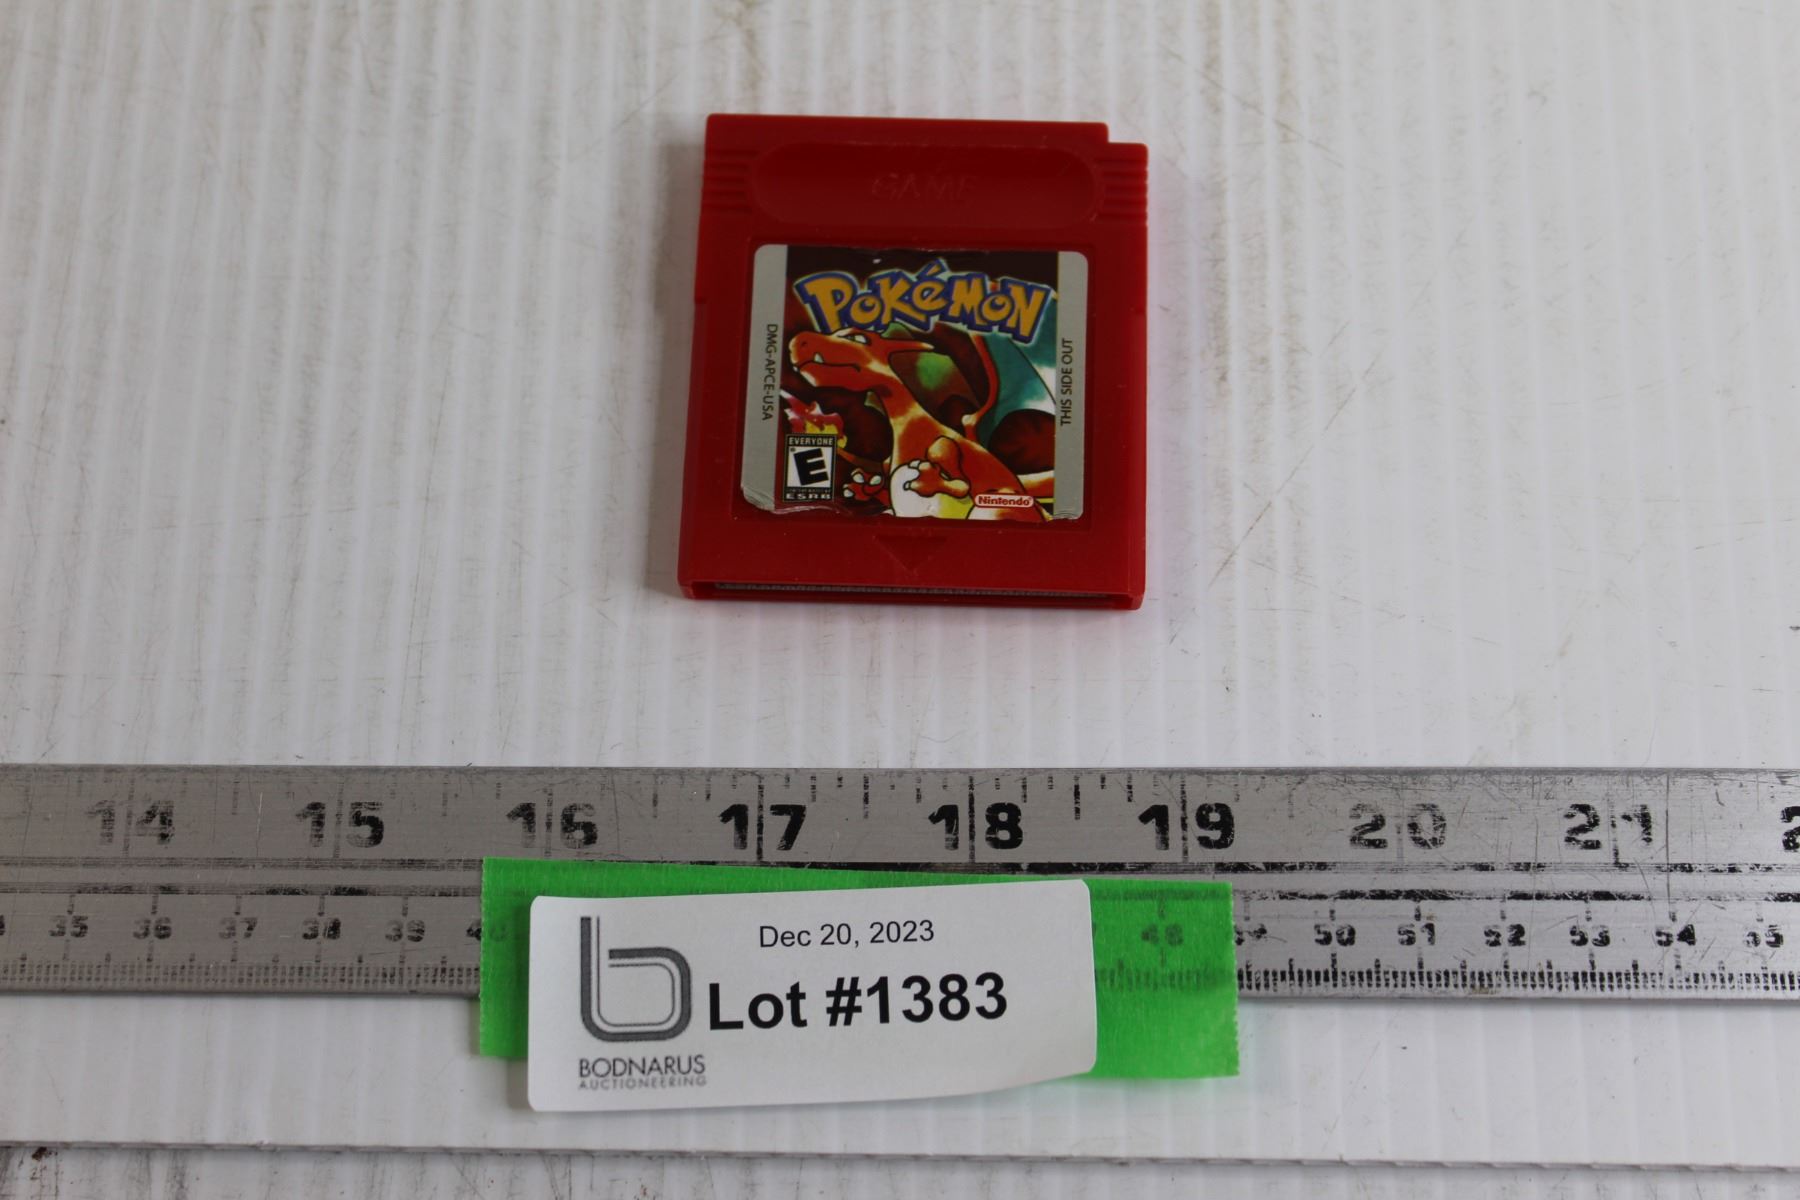 GAME
POKéMON
DMG-APCE-USA
THIS SIDE OUT
EVERYONE
E
ESRB
Nintendo
14 15 16 17 18 19 20 21
35 36 37 38 39 48 50 51 52 53 54 55
Dec 20, 2023
Lot #1383
b
BODNARUS
AUCTIONEERING